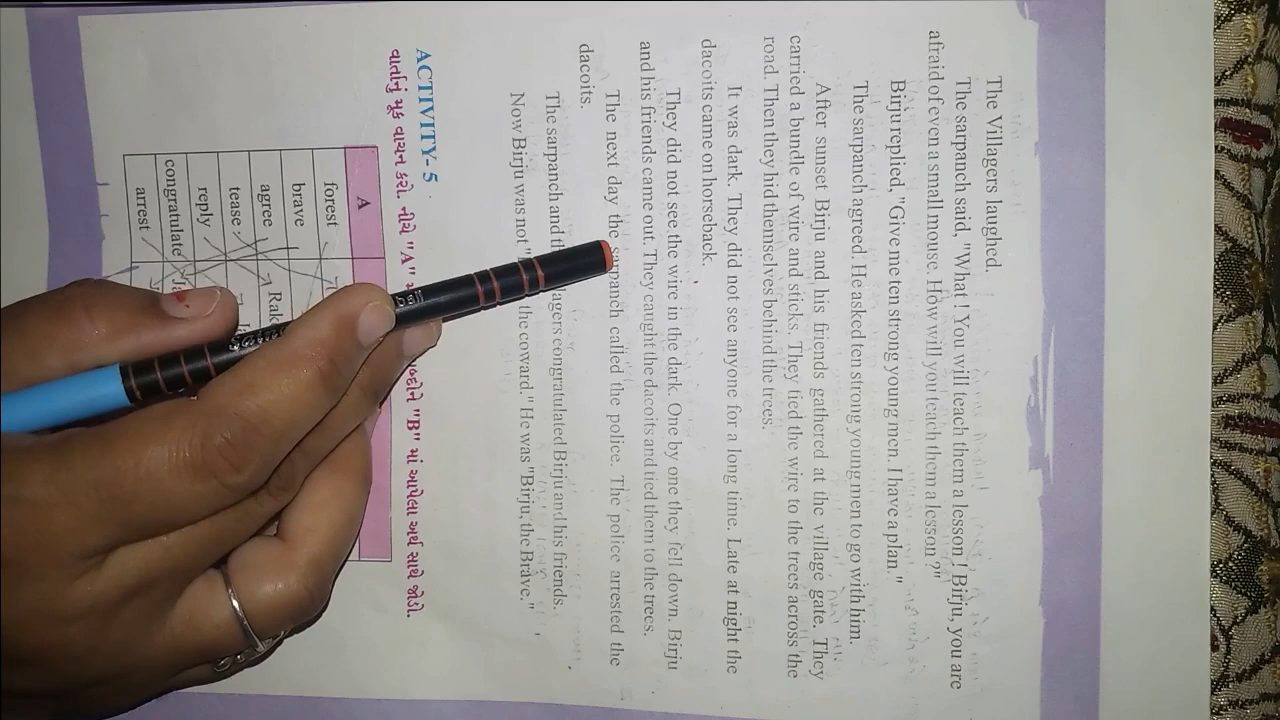 The Villagers laughed.
The sarpanch said, "What ! You will teach them a lesson ! Birju, you are
afraid of even a small mouse. How will you teach them a lesson ?"
Birju replied, "Give me ten strong young men. I have a plan."
The sarpanch agreed. He asked ten strong young men to go with him.
After sunset Birju and his friends gathered at the village gate. They
carried a bundle of wire and sticks. They tied the wire to the trees across the
road. Then they hid themselves behind the trees.
It was dark. They did not see anyone for a long time. Late at night the
dacoits came on horseback.
They did not see the wire in the dark. One by one they fell down. Birju
and his friends came out. They caught the dacoits and tied them to the trees.
The next day the sarpanch called the police. The police arrested the
dacoits.
The sarpanch and lagers congratulated Birju and his friends.
Now Birju was not the coward." He was "Birju, the Brave."
ACTIVITY- 5
વાર્તાનું મૂક વાચન કરો. નીચે "A" "B" માં આપેલા અર્થ સાથે જોડો.
A
forest
brave
agree Rak
tease
reply
congratulate
arrest